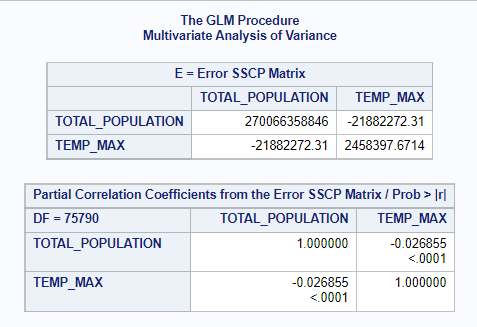 The GLM Procedure
Multivariate Analysis of Variance
E = Error SSCP Matrix
TOTAL_POPULATION TEMP_MAX
TOTAL_POPULATION 270066358846 -21882272.31
TEMP_MAX -21882272.31 2458397.6714
Partial Correlation Coefficients from the Error SSCP Matrix / Prob > |r|
DF = 75790 TOTAL_POPULATION TEMP_MAX
TOTAL_POPULATION 1.000000 -0.026855
<.0001
TEMP_MAX -0.026855 1.000000
<.0001